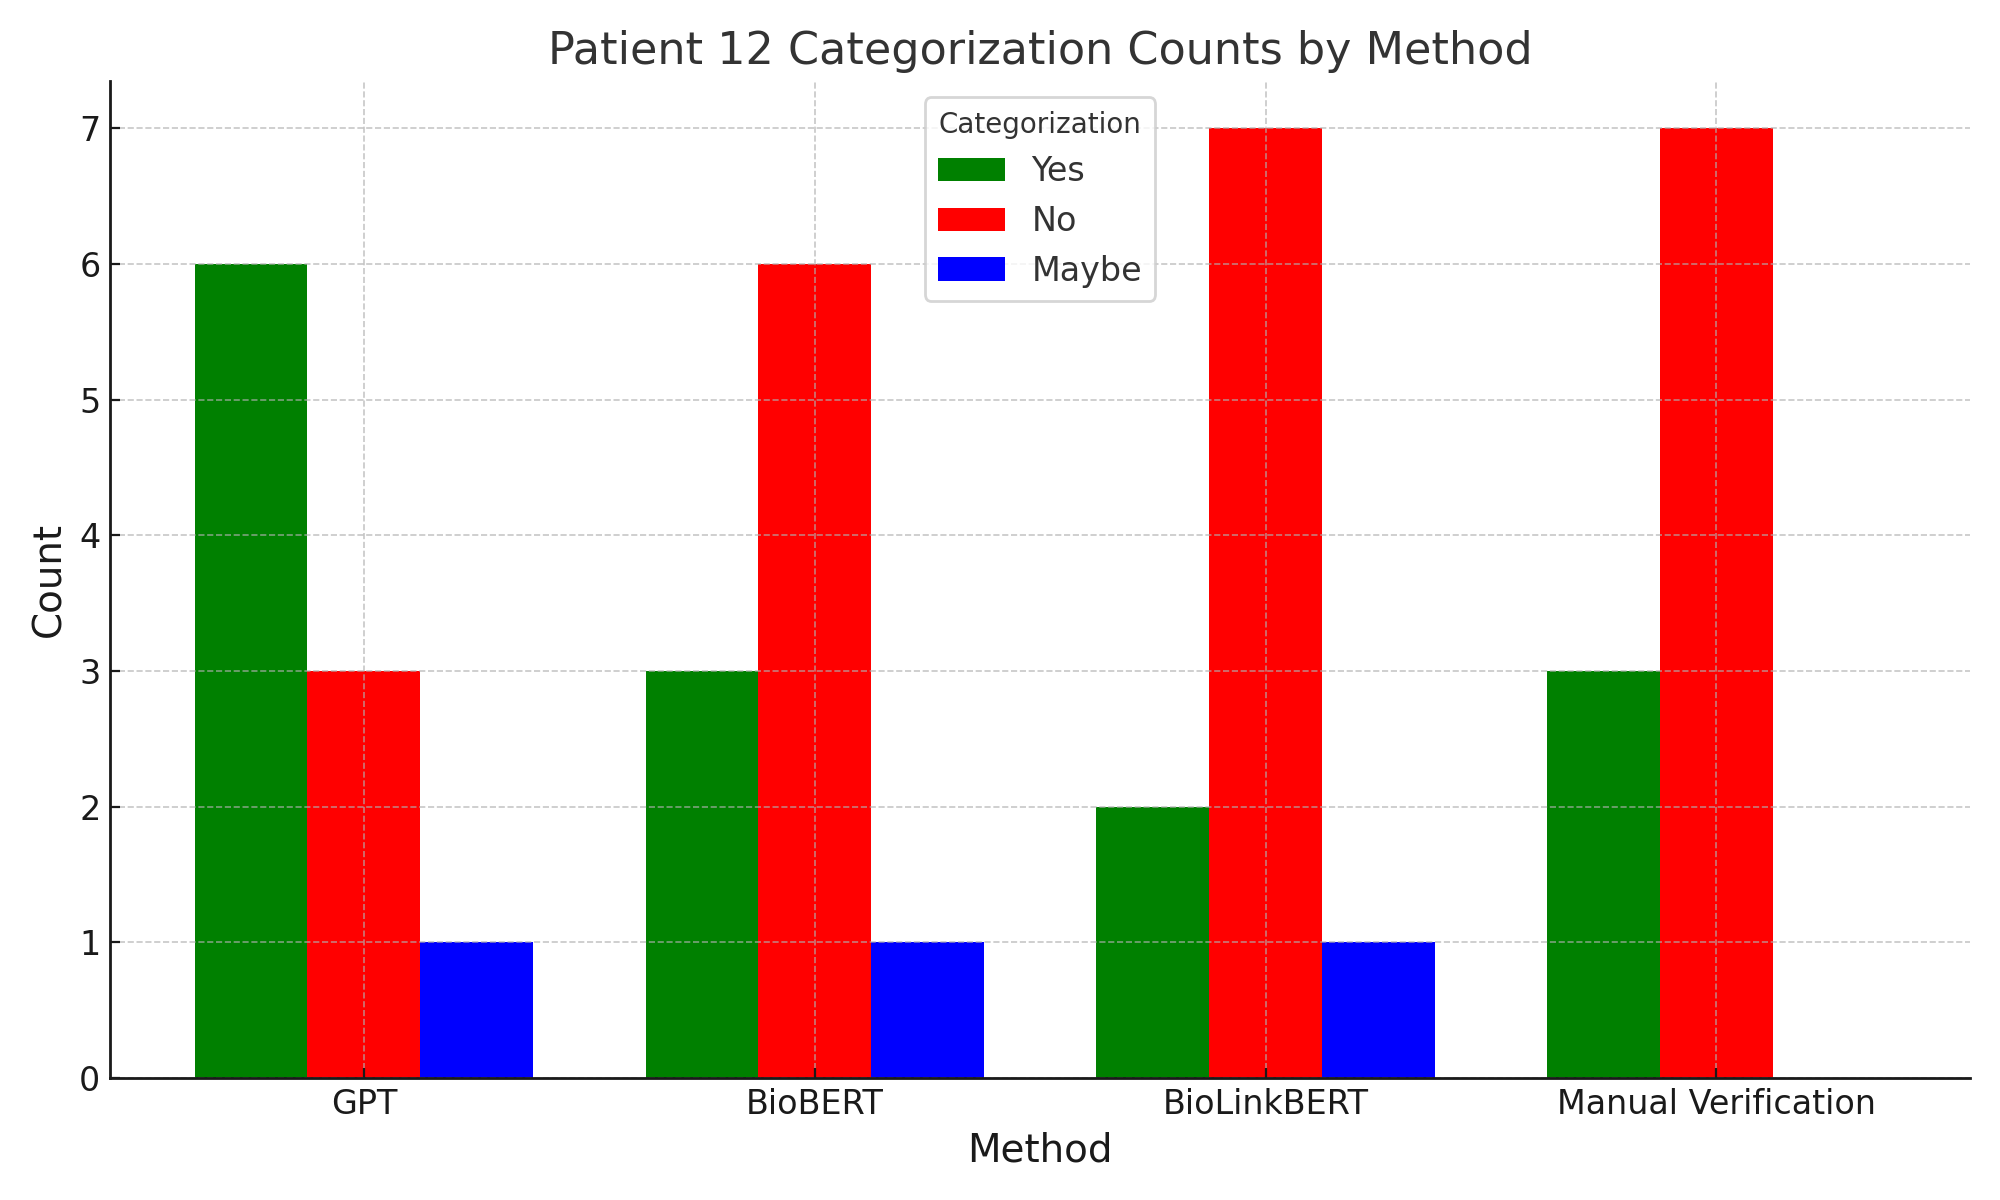 Patient 12 Categorization Counts by Method
Categorization
Yes
No
Maybe
Count
7
6
5
4
3
2
1
0
GPT
BioBERT
BioLinkBERT
Manual Verification
Method